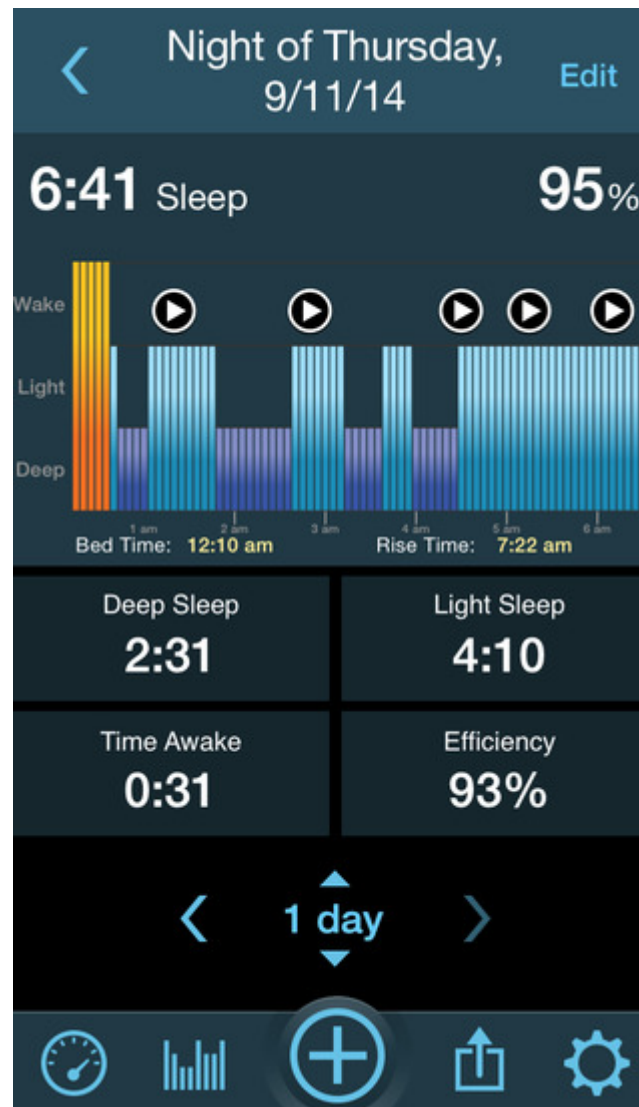 Night of Thursday,
9/11/14
Edit
6:41 Sleep
95%
Wake
Light
Deep
1 am 2 am 3 am 4 am 5 am 6 am
Bed Time: 12:10 am Rise Time: 7:22 am
Deep Sleep
2:31
Light Sleep
4:10
Time Awake
0:31
Efficiency
93%
1 day